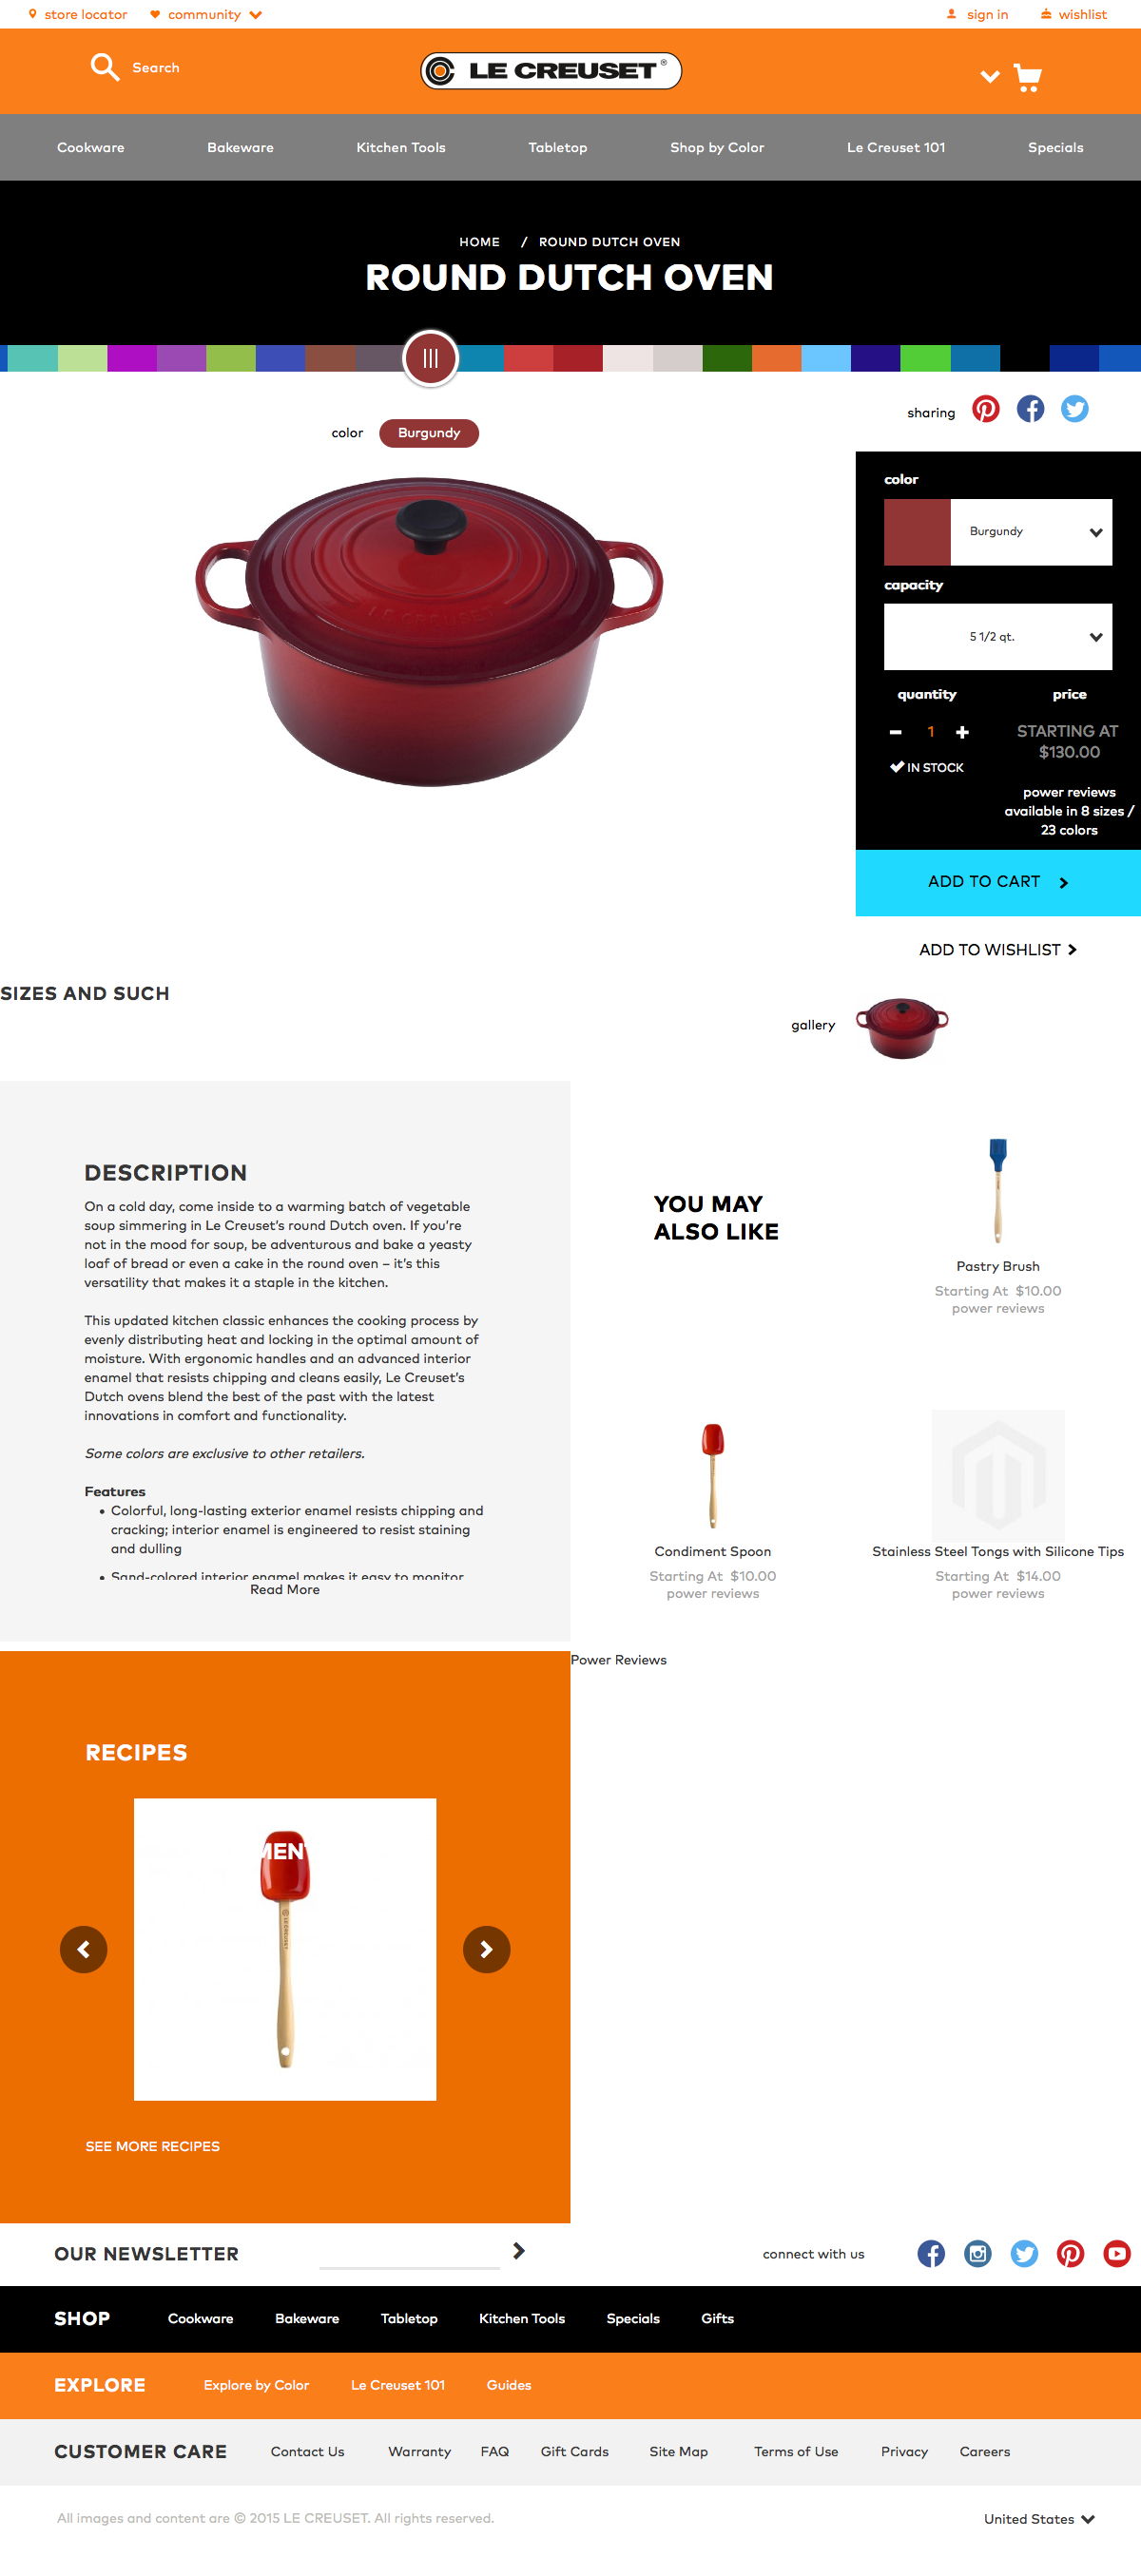 store locator community
sign in wishlist
Search
LE CREUSET®
Cookware Bakeware Kitchen Tools Tabletop Shop by Color Le Creuset 101 Specials
HOME / ROUND DUTCH OVEN
ROUND DUTCH OVEN
sharing
color Burgundy
color
Burgundy
capacity
5 1/2 qt.
quantity price
1
STARTING AT
$130.00
IN STOCK
power reviews
available in 8 sizes /
23 colors
ADD TO CART
ADD TO WISHLIST
SIZES AND SUCH
gallery
DESCRIPTION
On a cold day, come inside to a warming batch of vegetable
soup simmering in Le Creuset's round Dutch oven. If you're
not in the mood for soup, be adventurous and bake a yeasty
loaf of bread or even a cake in the round oven – it's this
versatility that makes it a staple in the kitchen.
This updated kitchen classic enhances the cooking process by
evenly distributing heat and locking in the optimal amount of
moisture. With ergonomic handles and an advanced interior
enamel that resists chipping and cleans easily, Le Creuset's
Dutch ovens blend the best of the past with the latest
innovations in comfort and functionality.
Some colors are exclusive to other retailers.
Features
• Colorful, long-lasting exterior enamel resists chipping and
cracking; interior enamel is engineered to resist staining
and dulling
• Sand-colored interior enamel makes it easy to monitor
Read More
YOU MAY
ALSO LIKE
Pastry Brush
Starting At $10.00
power reviews
Condiment Spoon
Starting At $10.00
power reviews
Stainless Steel Tongs with Silicone Tips
Starting At $14.00
power reviews
Power Reviews
RECIPES
MEN
SEE MORE RECIPES
OUR NEWSLETTER
connect with us
SHOP Cookware Bakeware Tabletop Kitchen Tools Specials Gifts
EXPLORE Explore by Color Le Creuset 101 Guides
CUSTOMER CARE Contact Us Warranty FAQ Gift Cards Site Map Terms of Use Privacy Careers
All images and content are © 2015 LE CREUSET. All rights reserved.
United States